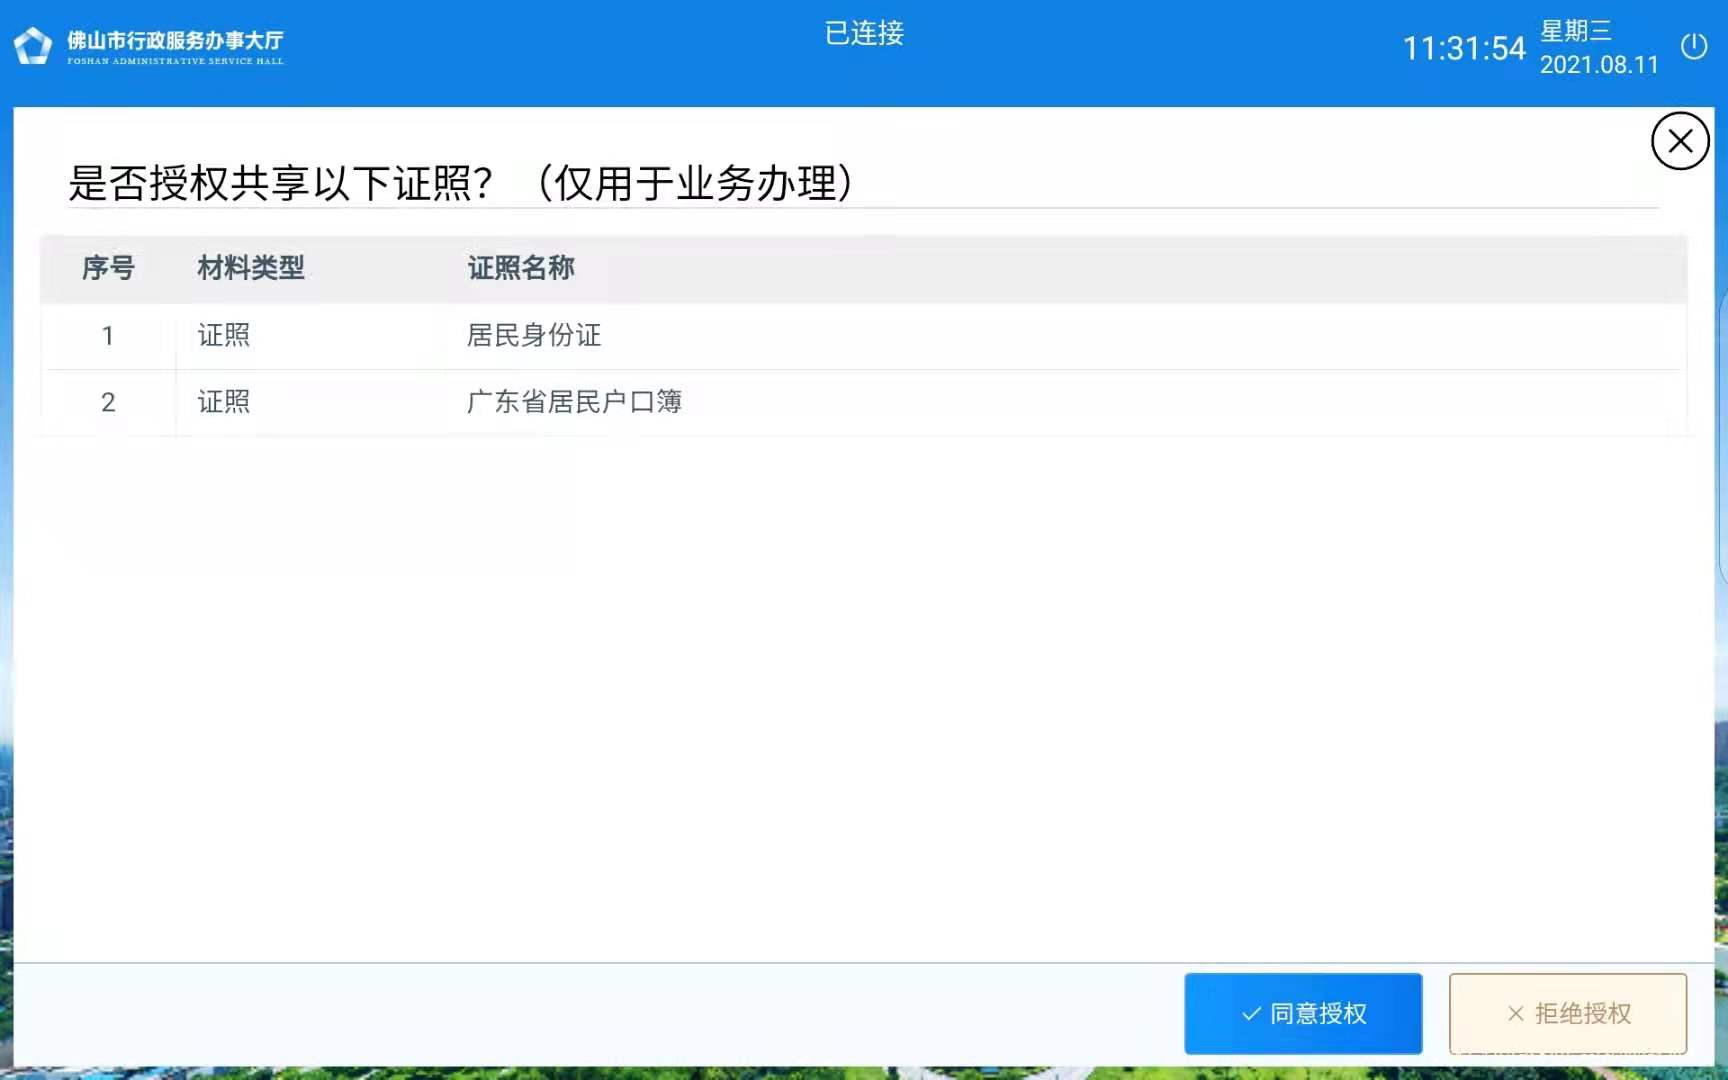 佛山市行政服务办事大厅
FOSHAN ADMINISTRATIVE SERVICE HALL
已连接
11:31:54
星期三
2021.08.11
是否授权共享以下证照？（仅用于业务办理）
序号 材料类型 证照名称
1 证照 居民身份证
2 证照 广东省居民户口簿
同意授权
拒绝授权